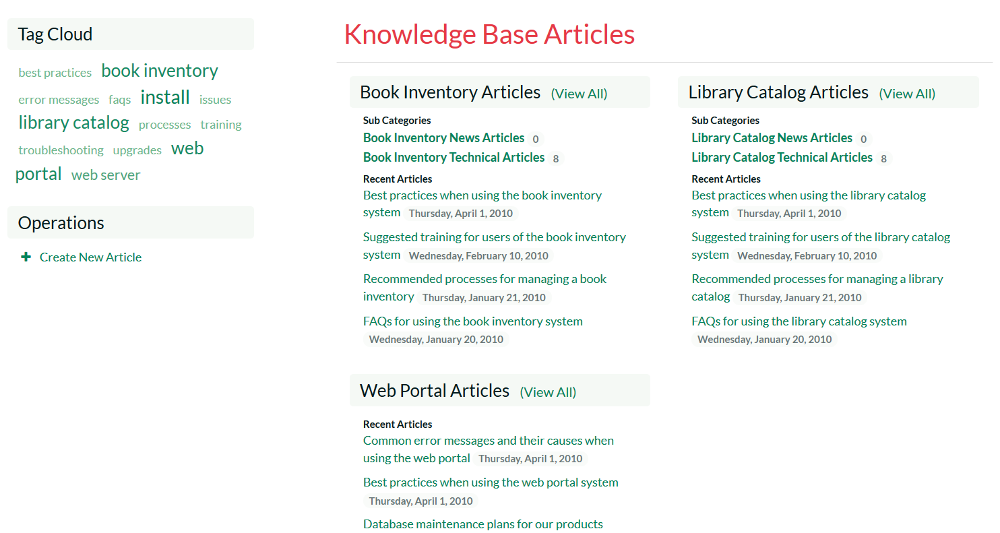 Tag Cloud
best practices book inventory
error messages faqs install issues
library catalog processes training
troubleshooting upgrades web
portal web server
Operations
Create New Article
Knowledge Base Articles
Book Inventory Articles (View All)
Sub Categories
Book Inventory News Articles 0
Book Inventory Technical Articles 8
Recent Articles
Best practices when using the book inventory
system Thursday, April 1, 2010
Suggested training for users of the book inventory
system Wednesday, February 10, 2010
Recommended processes for managing a book
inventory Thursday, January 21, 2010
FAQs for using the book inventory system
Wednesday, January 20, 2010
Library Catalog Articles (View All)
Sub Categories
Library Catalog News Articles 0
Library Catalog Technical Articles 8
Recent Articles
Best practices when using the library catalog
system Thursday, April 1, 2010
Suggested training for users of the library catalog
system Wednesday, February 10, 2010
Recommended processes for managing a library
catalog Thursday, January 21, 2010
FAQs for using the library catalog system
Wednesday, January 20, 2010
Web Portal Articles (View All)
Recent Articles
Common error messages and their causes when
using the web portal Thursday, April 1, 2010
Best practices when using the web portal system
Thursday, April 1, 2010
Database maintenance plans for our products